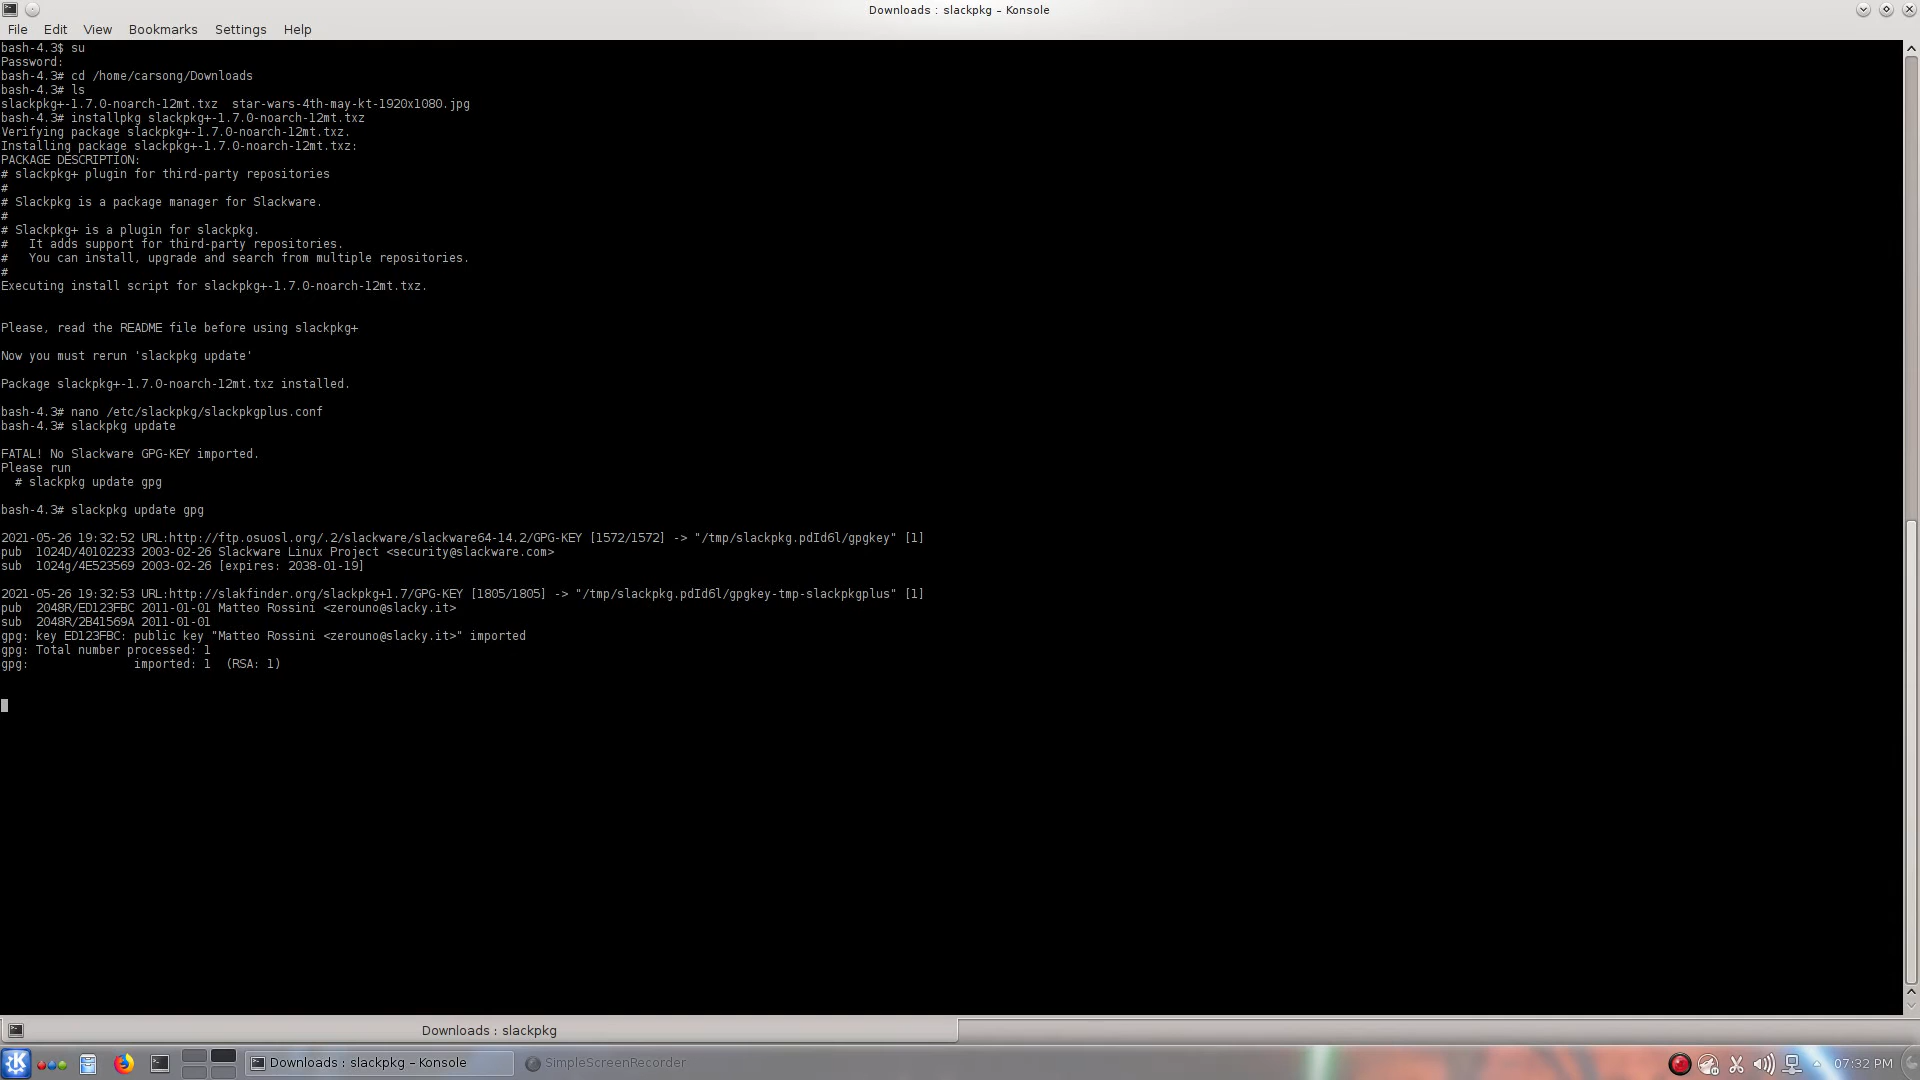 Downloads : slackpkg – Konsole
File Edit View Bookmarks Settings Help
bash-4.3$ su
Password:
bash-4.3# cd /home/carsong/Downloads
bash-4.3# ls
slackpkg+-1.7.0-noarch-12mt.txz  star-wars-4th-may-kt-1920x1080.jpg
bash-4.3# installpkg slackpkg+-1.7.0-noarch-12mt.txz
Verifying package slackpkg+-1.7.0-noarch-12mt.txz.
Installing package slackpkg+-1.7.0-noarch-12mt.txz:
PACKAGE DESCRIPTION:
# slackpkg+ plugin for third-party repositories
#
# Slackpkg is a package manager for Slackware.
#
# Slackpkg+ is a plugin for slackpkg.
#   It adds support for third-party repositories.
#   You can install, upgrade and search from multiple repositories.
#
Executing install script for slackpkg+-1.7.0-noarch-12mt.txz.
Please, read the README file before using slackpkg+
Now you must rerun 'slackpkg update'
Package slackpkg+-1.7.0-noarch-12mt.txz installed.
bash-4.3# nano /etc/slackpkg/slackpkgplus.conf
bash-4.3# slackpkg update
FATAL! No Slackware GPG-KEY imported.
Please run
  # slackpkg update gpg
bash-4.3# slackpkg update gpg
2021-05-26 19:32:52 URL:http://ftp.osuosl.org/.2/slackware/slackware64-14.2/GPG-KEY [1572/1572] -> "/tmp/slackpkg.pdId6l/gpgkey" [1]
pub  1024D/40102233 2003-02-26 Slackware Linux Project <security@slackware.com>
sub  1024g/4E523569 2003-02-26 [expires: 2038-01-19]
2021-05-26 19:32:53 URL:http://slakfinder.org/slackpkg+1.7/GPG-KEY [1805/1805] -> "/tmp/slackpkg.pdId6l/gpgkey-tmp-slackpkgplus" [1]
pub  2048R/ED123FBC 2011-01-01 Matteo Rossini <zerouno@slacky.it>
sub  2048R/2B41569A 2011-01-01
gpg: key ED123FBC: public key "Matteo Rossini <zerouno@slacky.it>" imported
gpg: Total number processed: 1
gpg:               imported: 1  (RSA: 1)
Downloads : slackpkg
Downloads : slackpkg – Konsole SimpleScreenRecorder 07:32 PM